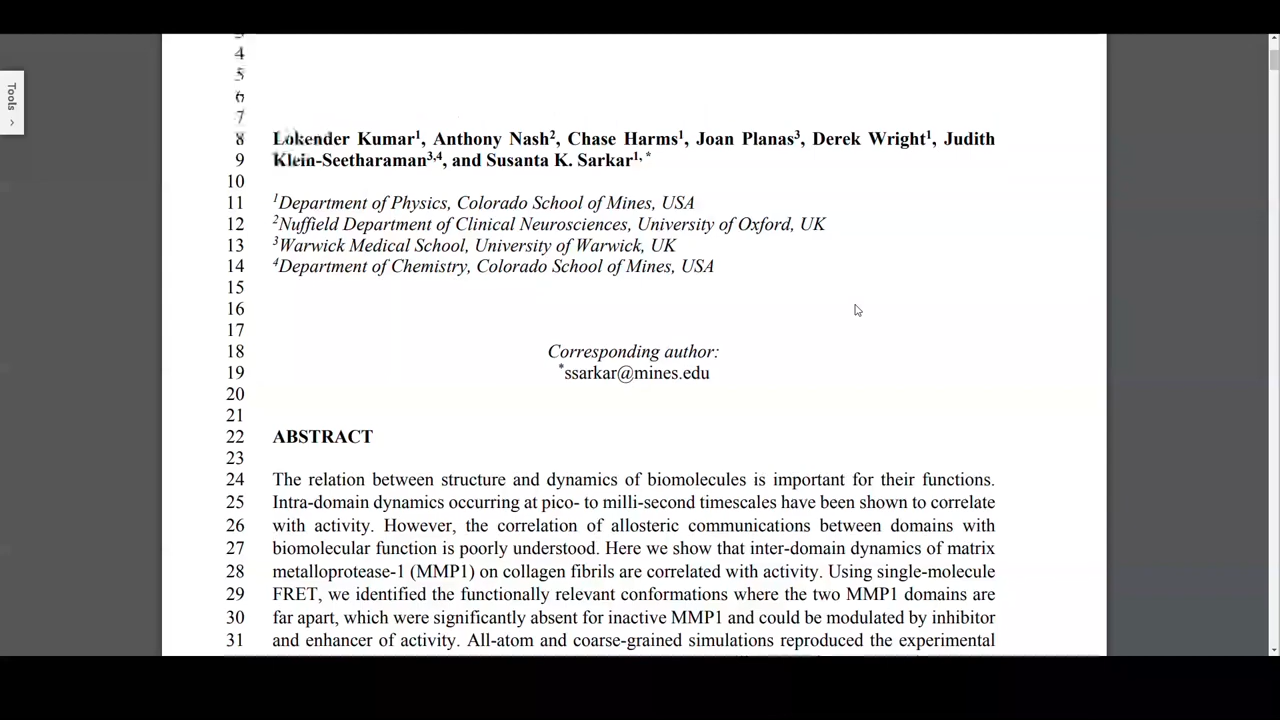 4
5
6
7
8 Lokender Kumar¹, Anthony Nash², Chase Harms¹, Joan Planas³, Derek Wright¹, Judith
9 Klein-Seetharaman³,⁴, and Susanta K. Sarkar¹, *
10
11 ¹Department of Physics, Colorado School of Mines, USA
12 ²Nuffield Department of Clinical Neurosciences, University of Oxford, UK
13 ³Warwick Medical School, University of Warwick, UK
14 ⁴Department of Chemistry, Colorado School of Mines, USA
15
16
17
18 Corresponding author:
19 *ssarkar@mines.edu
20
21
22 ABSTRACT
23
24 The relation between structure and dynamics of biomolecules is important for their functions.
25 Intra-domain dynamics occurring at pico- to milli-second timescales have been shown to correlate
26 with activity. However, the correlation of allosteric communications between domains with
27 biomolecular function is poorly understood. Here we show that inter-domain dynamics of matrix
28 metalloprotease-1 (MMP1) on collagen fibrils are correlated with activity. Using single-molecule
29 FRET, we identified the functionally relevant conformations where the two MMP1 domains are
30 far apart, which were significantly absent for inactive MMP1 and could be modulated by inhibitor
31 and enhancer of activity. All-atom and coarse-grained simulations reproduced the experimental
Tools